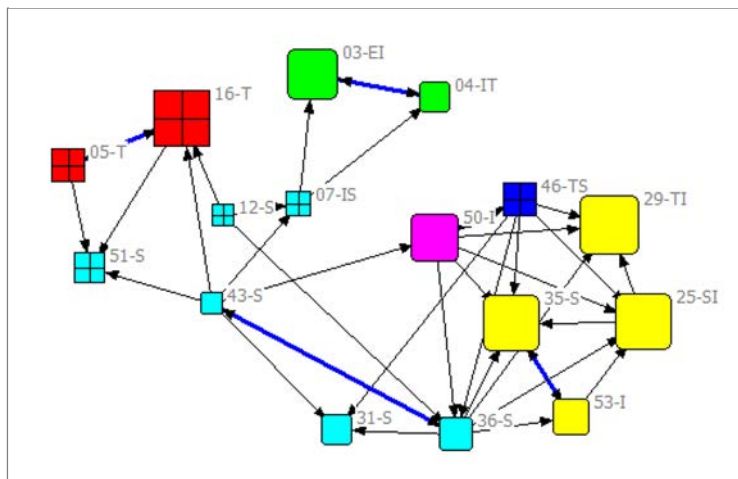 03-EI
16-T
04-IT
05-T
46-TS
29-TI
12-S
07-IS
50-I
51-S
43-S
35-S
25-SI
31-S
36-S
53-I